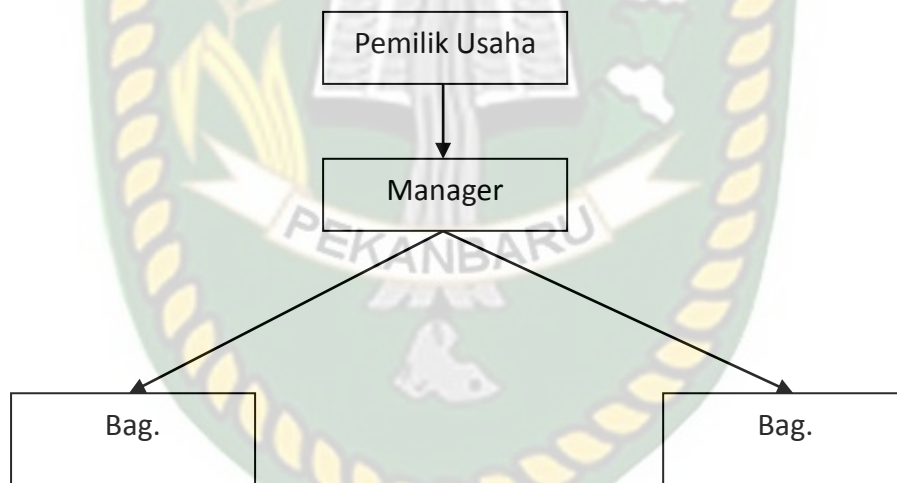 Pemilik Usaha
Manager
PEKANBARU
Bag.
Bag.